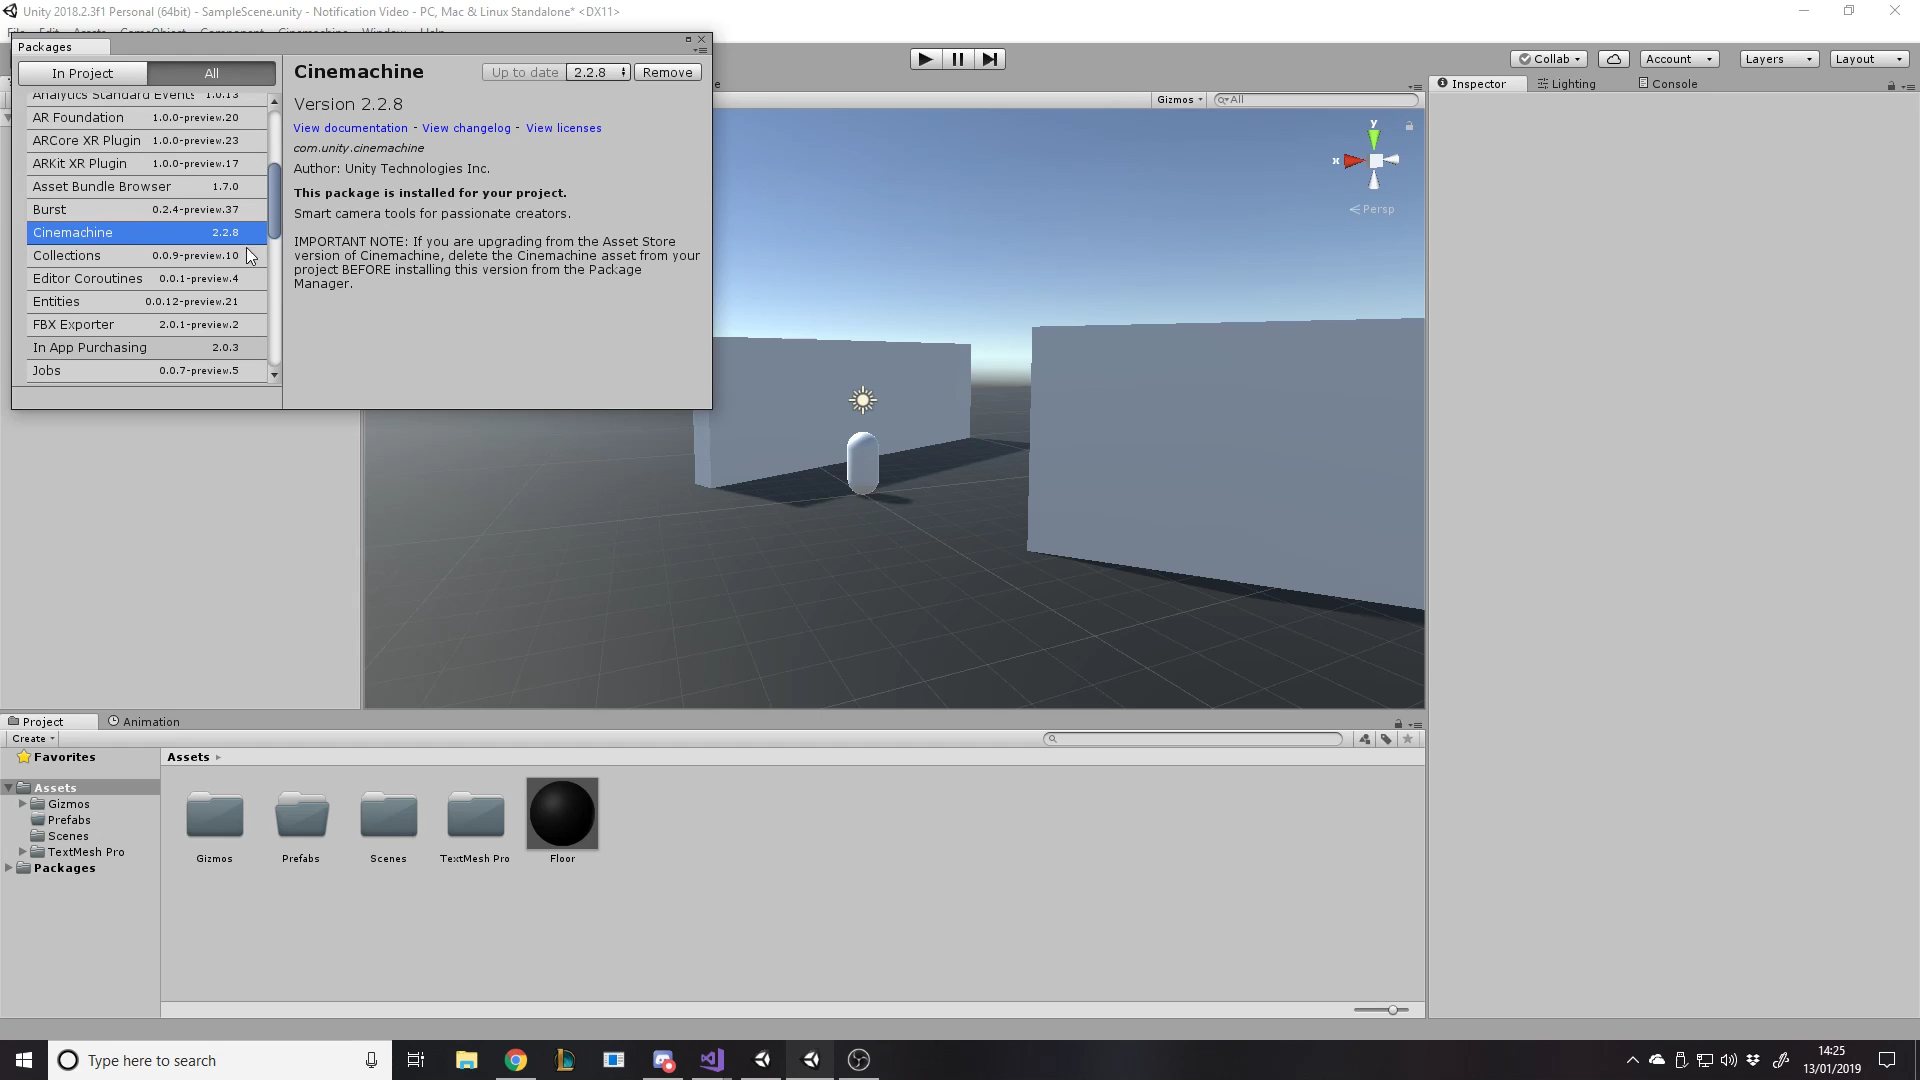 Unity 2018.2.3f1 Personal (64bit) - SampleScene.unity - Notification Video - PC, Mac & Linux Standalone* <DX11>
Packages
In Project
All
Cinemachine
Up to date
2.2.8
Remove
Collab
Account
Layers
Layout
Analytics Standard Events 1.0.13
AR Foundation 1.0.0-preview.20
ARCore XR Plugin 1.0.0-preview.23
ARKit XR Plugin 1.0.0-preview.17
Asset Bundle Browser 1.7.0
Burst 0.2.4-preview.37
Cinemachine 2.2.8
Collections 0.0.9-preview.10
Editor Coroutines 0.0.1-preview.4
Entities 0.0.12-preview.21
FBX Exporter 2.0.1-preview.2
In App Purchasing 2.0.3
Jobs 0.0.7-preview.5
Version 2.2.8
View documentation - View changelog - View licenses
com.unity.cinemachine
Author: Unity Technologies Inc.
This package is installed for your project.
Smart camera tools for passionate creators.
IMPORTANT NOTE: If you are upgrading from the Asset Store
version of Cinemachine, delete the Cinemachine asset from your
project BEFORE installing this version from the Package
Manager.
Gizmos
All
y
x
Persp
Inspector
Lighting
Console
Project
Animation
Create
Favorites
Assets
Gizmos
Prefabs
Scenes
TextMesh Pro
Packages
Assets
Gizmos
Prefabs
Scenes
TextMesh Pro
Floor
Type here to search
14:25
13/01/2019